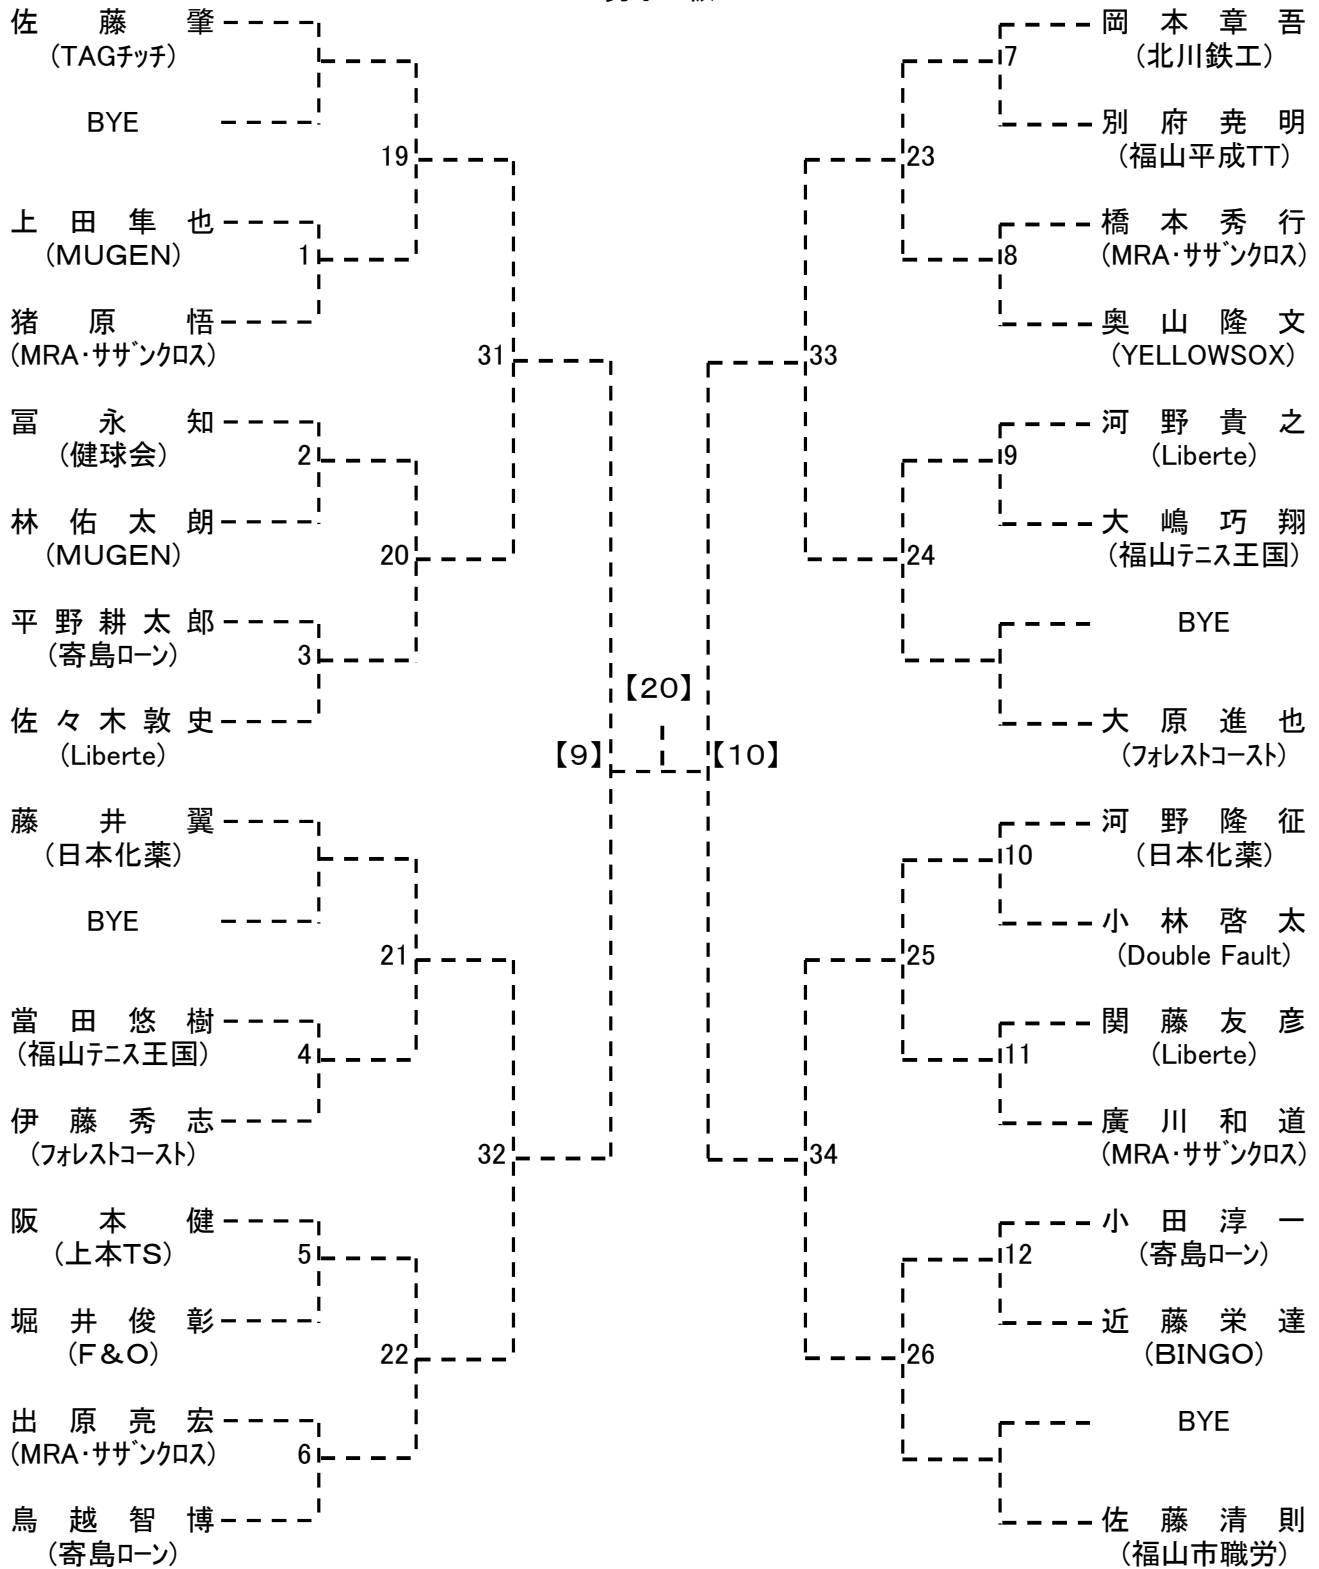 佐藤肇
(TAGチッチ)
BYE
19
上田隼也
(MUGEN)
1
猪原悟
(MRA・サザンクロス)
31
冨永知
(健球会)
2
林佑太朗
(MUGEN)
20
平野耕太郎
(寄島ローン)
3
佐々木敦史
(Liberte)
【9】
藤井翼
(日本化薬)
BYE
21
當田悠樹
(福山テニス王国)
4
伊藤秀志
(フォレストコースト)
32
阪本健
(上本TS)
5
堀井俊彰
(F&O)
22
出原亮宏
(MRA・サザンクロス)
6
鳥越智博
(寄島ローン)
【20】
岡本章吾
(北川鉄工)
7
別府尭明
(福山平成TT)
23
橋本秀行
(MRA・サザンクロス)
8
奥山隆文
(YELLOWSOX)
33
河野貴之
(Liberte)
9
大嶋巧翔
(福山テニス王国)
24
BYE
大原進也
(フォレストコースト)
【10】
河野隆征
(日本化薬)
10
小林啓太
(Double Fault)
25
関藤友彦
(Liberte)
11
廣川和道
(MRA・サザンクロス)
34
小田淳一
(寄島ローン)
12
近藤栄達
(BINGO)
26
BYE
佐藤清則
(福山市職労)